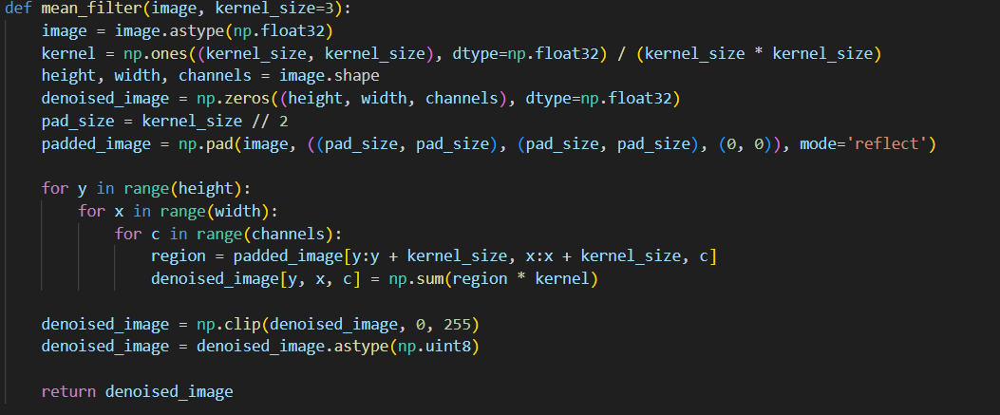 def mean_filter(image, kernel_size=3):
    image = image.astype(np.float32)
    kernel = np.ones((kernel_size, kernel_size), dtype=np.float32) / (kernel_size * kernel_size)
    height, width, channels = image.shape
    denoised_image = np.zeros((height, width, channels), dtype=np.float32)
    pad_size = kernel_size // 2
    padded_image = np.pad(image, ((pad_size, pad_size), (pad_size, pad_size), (0, 0)), mode='reflect')

    for y in range(height):
        for x in range(width):
            for c in range(channels):
                region = padded_image[y:y + kernel_size, x:x + kernel_size, c]
                denoised_image[y, x, c] = np.sum(region * kernel)

    denoised_image = np.clip(denoised_image, 0, 255)
    denoised_image = denoised_image.astype(np.uint8)

    return denoised_image